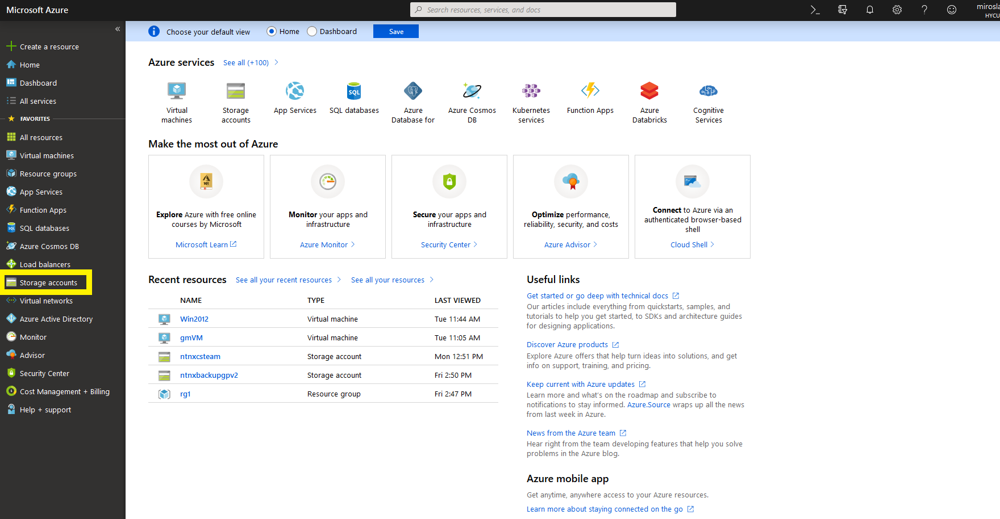 Microsoft Azure
Search resources, services, and docs
HYCU
«
Choose your default view
Home
Dashboard
Save
Create a resource
Home
Dashboard
All services
FAVORITES
All resources
Virtual machines
Resource groups
App Services
Function Apps
SQL databases
Azure Cosmos DB
Load balancers
Storage accounts
Virtual networks
Azure Active Directory
Monitor
Advisor
Security Center
Cost Management + Billing
Help + support
Azure services
See all (+100)
Virtual
machines
Storage
accounts
App Services
SQL
SQL databases
Azure
Database for
Azure Cosmos
DB
Kubernetes
services
Function Apps
Azure
Databricks
Cognitive
Services
Make the most out of Azure
101
Explore Azure with free online
courses by Microsoft
Microsoft Learn
Monitor your apps and
infrastructure
Azure Monitor
Secure your apps and
infrastructure
Security Center
Optimize performance,
reliability, security, and costs
Azure Advisor
Connect to Azure via an
authenticated browser-based
shell
Cloud Shell
Recent resources
See all your recent resources
See all your resources
NAME TYPE LAST VIEWED
Win2012 Virtual machine Tue 11:44 AM
gmVM Virtual machine Tue 11:05 AM
ntnxcsteam Storage account Mon 12:51 PM
ntnxbackupgpv2 Storage account Fri 2:50 PM
rg1 Resource group Fri 2:47 PM
Useful links
Get started or go deep with technical docs
Our articles include everything from quickstarts, samples, and
tutorials to help you get started, to SDKs and architecture guides
for designing applications.
Discover Azure products
Explore Azure offers that help turn ideas into solutions, and get
info on support, training, and pricing.
Keep current with Azure updates
Learn more and what's on the roadmap and subscribe to
notifications to stay informed. Azure.Source wraps up all the news
from last week in Azure.
News from the Azure team
Hear right from the team developing features that help you solve
problems in the Azure blog.
Azure mobile app
Get anytime, anywhere access to your Azure resources.
Learn more about staying connected on the go